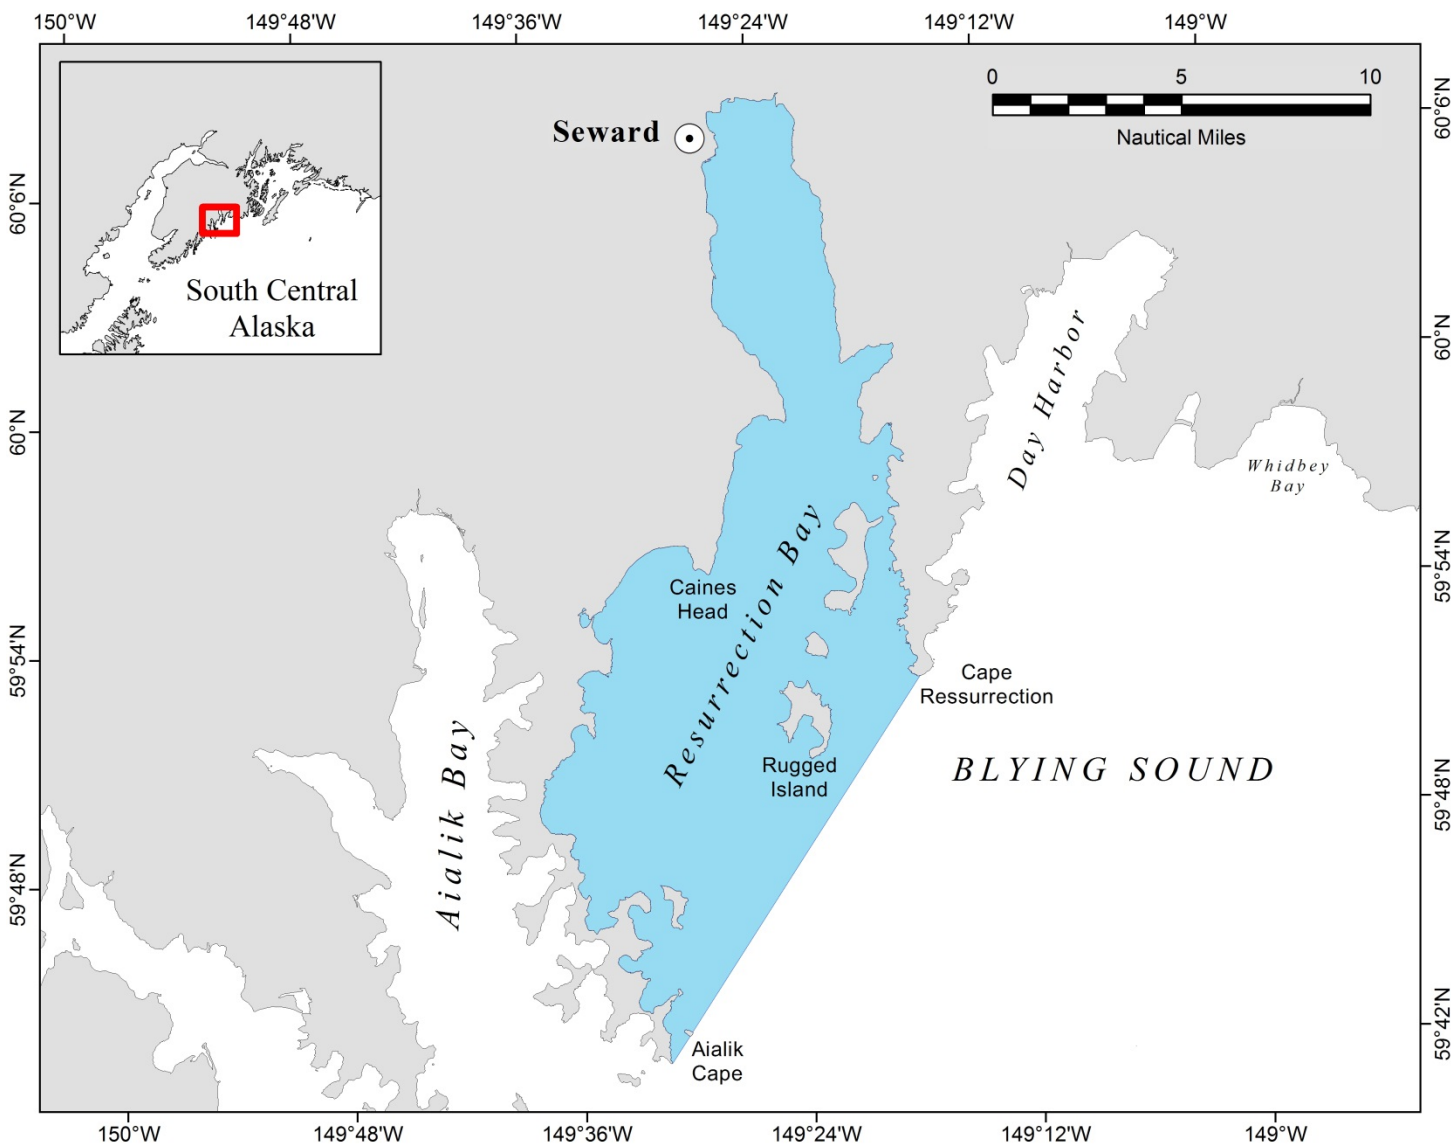 150°W
149°48'W
149°36'W
149°24'W
149°12'W
149°W
0
5
10
Nautical Miles
60°6'N
60°6'N
Seward
South Central
Alaska
60°N
60°N
Day Harbor
Whidbey
Bay
59°54'N
59°54'N
Caines
Head
Resurrection Bay
Cape
Ressurrection
Aialik Bay
Rugged
Island
BLYING SOUND
59°48'N
59°48'N
59°42'N
Aialik
Cape
150°W
149°48'W
149°36'W
149°24'W
149°12'W
149°W